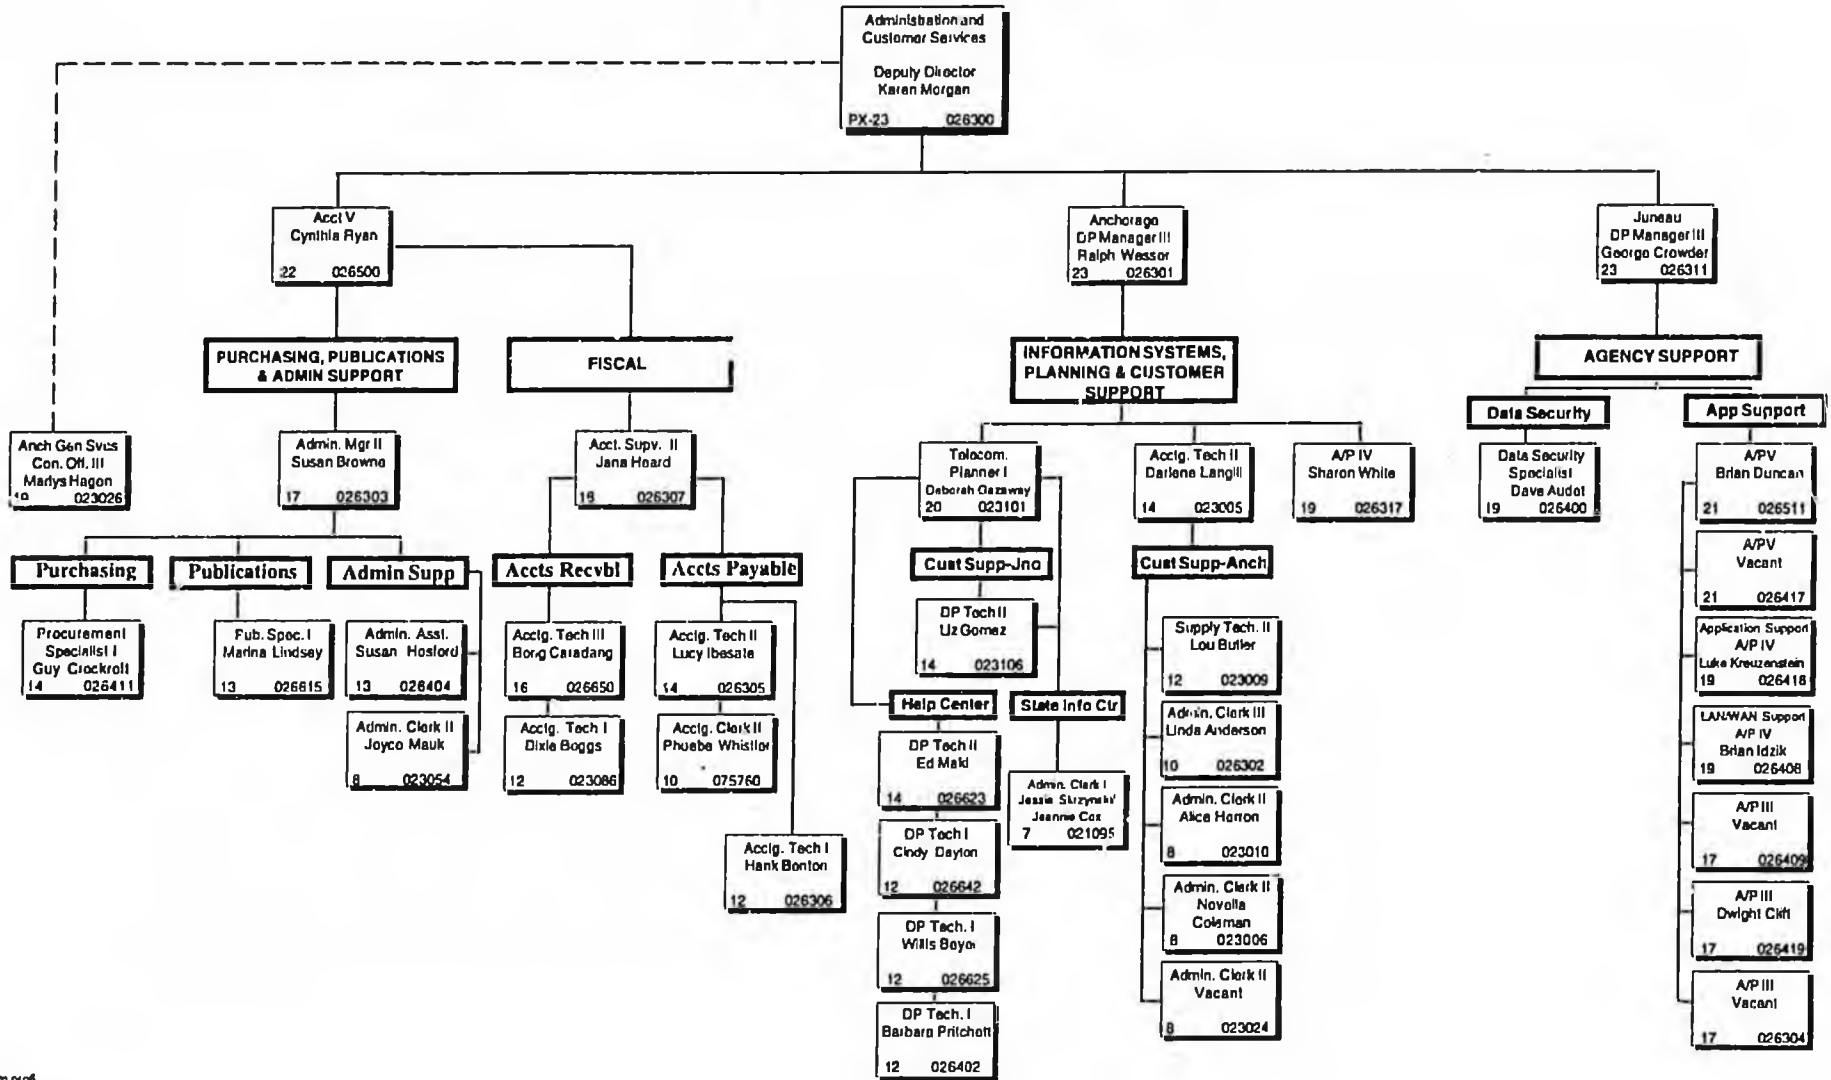 Administration and
Customer Services
Deputy Director
Karen Morgan
PX-23 026300
Acct V
Cynthia Ryan
22 026500
Anchorage
DP Manager III
Ralph Wessor
23 026301
Juneau
DP Manager III
George Crowder
23 026311
PURCHASING, PUBLICATIONS
& ADMIN SUPPORT
FISCAL
INFORMATION SYSTEMS,
PLANNING & CUSTOMER
SUPPORT
AGENCY SUPPORT
Data Security
App Support
Anch Gen Svcs
Con. Off. III
Marlys Hagon
19 023026
Admin. Mgr II
Susan Browne
17 026303
Acct. Supv. II
Jana Heard
18 026307
Telecom.
Planner I
Deborah Gazaway
20 023101
Acctg. Tech II
Darlene Langill
14 023005
A/P IV
Sharon White
19 026317
Data Security
Specialist
Dave Audet
19 026400
A/P V
Brian Duncan
21 026511
A/P V
Vacant
21 026417
Application Support
A/P IV
Luke Kreuzenstein
19 026418
LAN/WAN Support
A/P IV
Brian Idzik
19 026408
A/P III
Vacant
17 026409
A/P III
Dwight Clift
17 026419
A/P III
Vacant
17 026304
Purchasing
Publications
Admin Supp
Accts Recvbl
Accts Payable
Cust Supp-Jno
Cust Supp-Anch
Procurement
Specialist I
Guy Crockroft
14 026411
Pub. Spec. I
Marina Lindsey
13 026615
Admin. Asst.
Susan Hosford
13 026404
Admin. Clerk II
Joyce Mauk
8 023054
Acctg. Tech III
Bong Caradang
16 026650
Acctg. Tech I
Dixie Boggs
12 023086
Acctg. Tech II
Lucy Ibesate
14 026305
Acctg. Clerk II
Phoebe Whistler
10 075760
Acctg. Tech I
Hank Benton
12 026306
DP Tech II
Liz Gomez
14 023106
Help Center
State Info Ctr
DP Tech II
Ed Maki
14 026623
DP Tech I
Cindy Dayton
12 026642
DP Tech. I
Willis Boyer
12 026625
DP Tech. I
Barbara Pritchett
12 026402
Admin. Clerk I
Jessie Skrzynski/
Jeannie Cox
7 021095
Supply Tech. II
Lou Butler
12 023009
Admin. Clerk III
Linda Anderson
10 026302
Admin. Clerk II
Alice Herron
8 023010
Admin. Clerk II
Novella
Coleman
8 023006
Admin. Clerk II
Vacant
8 023024